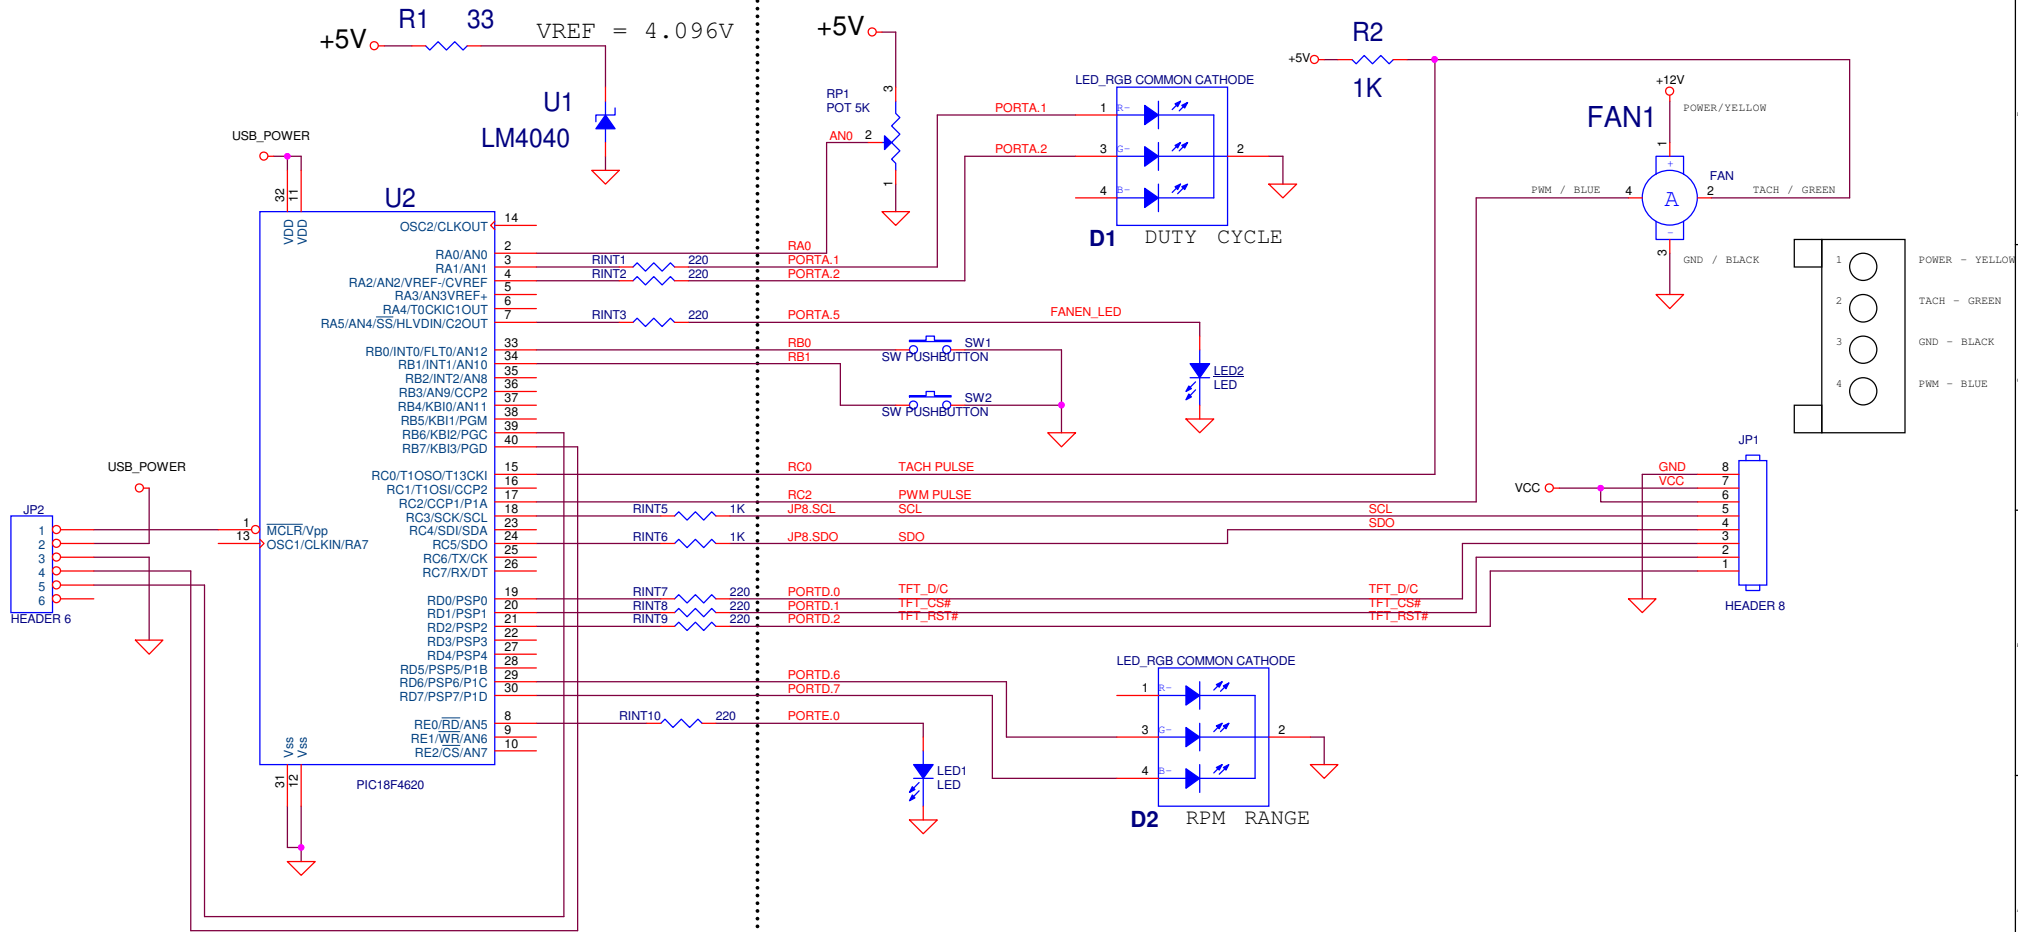 R1 33
VREF = 4.096V
+5V
U1
LM4040
USB_POWER
32
11
U2
VDD
VDD
OSC2/CLKOUT 14
RA0/AN0 2
RA1/AN1 3
RA2/AN2/VREF-/CVREF 4
RA3/AN3VREF+ 5
RA4/T0CKIC1OUT 6
RA5/AN4/SS/HLVDIN/C2OUT 7
RB0/INT0/FLT0/AN12 33
RB1/INT1/AN10 34
RB2/INT2/AN8 35
RB3/AN9/CCP2 36
RB4/KBI0/AN11 37
RB5/KBI1/PGM 38
RB6/KBI2/PGC 39
RB7/KBI3/PGD 40
RC0/T1OSO/T13CKI 15
RC1/T1OSI/CCP2 16
RC2/CCP1/P1A 17
RC3/SCK/SCL 18
RC4/SDI/SDA 23
RC5/SDO 24
RC6/TX/CK 25
RC7/RX/DT 26
RD0/PSP0 19
RD1/PSP1 20
RD2/PSP2 21
RD3/PSP3 22
RD4/PSP4 27
RD5/PSP5/P1B 28
RD6/PSP6/P1C 29
RD7/PSP7/P1D 30
RE0/RD/AN5 8
RE1/WR/AN6 9
RE2/CS/AN7 10
1 MCLR/Vpp
13 OSC1/CLKIN/RA7
Vss
Vss
31
12
PIC18F4620
USB_POWER
JP2
1
2
3
4
5
6
HEADER 6
RINT1 220
RINT2 220
RINT3 220
RINT5 1K
RINT6 1K
RINT7 220
RINT8 220
RINT9 220
RINT10 220
+5V
3
RP1
POT 5K
AN0 2
1
RA0
PORTA.1
PORTA.2
PORTA.5
FANEN_LED
RB0
RB1
SW1
SW PUSHBUTTON
SW2
SW PUSHBUTTON
LED2
LED
RC0 TACH PULSE
RC2 PWM PULSE
JP8.SCL SCL SCL
JP8.SDO SDO SDO
PORTD.0 TFT_D/C TFT_D/C
PORTD.1 TFT_CS# TFT_CS#
PORTD.2 TFT_RST# TFT_RST#
PORTD.6
PORTD.7
PORTE.0
LED1
LED
LED_RGB COMMON CATHODE
PORTA.1 1 R-
PORTA.2 3 G-
4 B-
2
D1 DUTY CYCLE
LED_RGB COMMON CATHODE
1 R-
3 G-
4 B-
2
D2 RPM RANGE
R2
+5V
1K
+12V
POWER/YELLOW
FAN1
1
+
FAN
PWM / BLUE 4 A 2 TACH / GREEN
-
3
GND / BLACK
1 POWER - YELLOW
2 TACH - GREEN
3 GND - BLACK
4 PWM - BLUE
JP1
GND 8
VCC VCC 7
6
5
4
3
2
1
HEADER 8